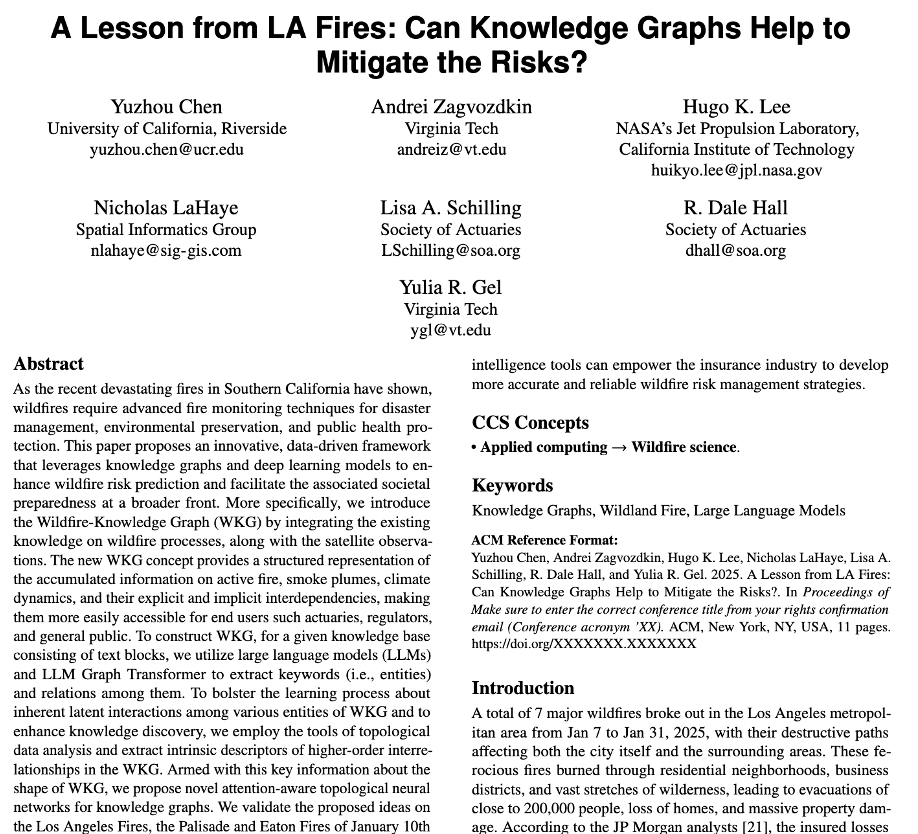 A Lesson from LA Fires: Can Knowledge Graphs Help to
Mitigate the Risks?
Yuzhou Chen
University of California, Riverside
yuzhou.chen@ucr.edu
Andrei Zagvozdkin
Virginia Tech
andreiz@vt.edu
Hugo K. Lee
NASA's Jet Propulsion Laboratory,
California Institute of Technology
huikyo.lee@jpl.nasa.gov
Nicholas LaHaye
Spatial Informatics Group
nlahaye@sig-gis.com
Lisa A. Schilling
Society of Actuaries
LSchilling@soa.org
R. Dale Hall
Society of Actuaries
dhall@soa.org
Yulia R. Gel
Virginia Tech
ygl@vt.edu
Abstract
As the recent devastating fires in Southern California have shown,
wildfires require advanced fire monitoring techniques for disaster
management, environmental preservation, and public health pro-
tection. This paper proposes an innovative, data-driven framework
that leverages knowledge graphs and deep learning models to en-
hance wildfire risk prediction and facilitate the associated societal
preparedness at a broader front. More specifically, we introduce
the Wildfire-Knowledge Graph (WKG) by integrating the existing
knowledge on wildfire processes, along with the satellite observa-
tions. The new WKG concept provides a structured representation of
the accumulated information on active fire, smoke plumes, climate
dynamics, and their explicit and implicit interdependencies, making
them more easily accessible for end users such actuaries, regulators,
and general public. To construct WKG, for a given knowledge base
consisting of text blocks, we utilize large language models (LLMs)
and LLM Graph Transformer to extract keywords (i.e., entities)
and relations among them. To bolster the learning process about
inherent latent interactions among various entities of WKG and to
enhance knowledge discovery, we employ the tools of topological
data analysis and extract intrinsic descriptors of higher-order interre-
lationships in the WKG. Armed with this key information about the
shape of WKG, we propose novel attention-aware topological neural
networks for knowledge graphs. We validate the proposed ideas on
the Los Angeles Fires, the Palisade and Eaton Fires of January 10th
intelligence tools can empower the insurance industry to develop
more accurate and reliable wildfire risk management strategies.
CCS Concepts
• Applied computing → Wildfire science.
Keywords
Knowledge Graphs, Wildland Fire, Large Language Models
ACM Reference Format:
Yuzhou Chen, Andrei Zagvozdkin, Hugo K. Lee, Nicholas LaHaye, Lisa A.
Schilling, R. Dale Hall, and Yulia R. Gel. 2025. A Lesson from LA Fires:
Can Knowledge Graphs Help to Mitigate the Risks?. In Proceedings of
Make sure to enter the correct conference title from your rights confirmation
email (Conference acronym 'XX). ACM, New York, NY, USA, 11 pages.
https://doi.org/XXXXXXX.XXXXXXX
Introduction
A total of 7 major wildfires broke out in the Los Angeles metropol-
itan area from Jan 7 to Jan 31, 2025, with their destructive paths
affecting both the city itself and the surrounding areas. These fe-
rocious fires burned through residential neighborhoods, business
districts, and vast stretches of wilderness, leading to evacuations of
close to 200,000 people, loss of homes, and massive property dam-
age. According to the JP Morgan analysts [21], the insured losses